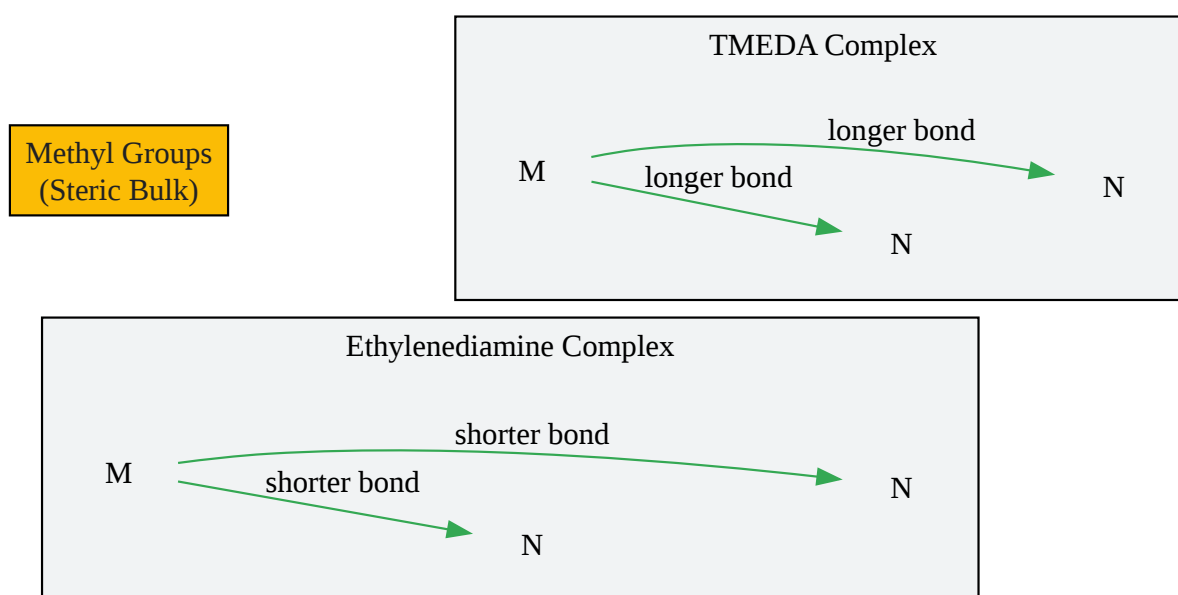 TMEDA Complex
Methyl Groups
(Steric Bulk)
M
longer bond
longer bond
N
N
Ethylenediamine Complex
M
shorter bond
shorter bond
N
N